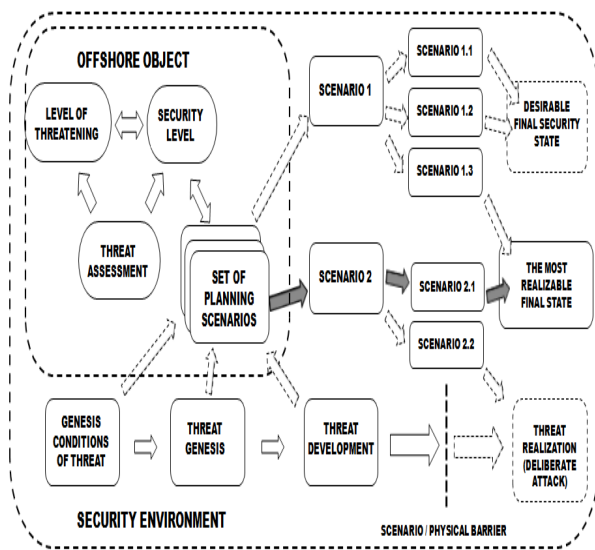 OFFSHORE OBJECT
LEVEL OF
THREATENING
SECURITY
LEVEL
THREAT
ASSESSMENT
SET OF
PLANNING
SCENARIOS
SCENARIO 1
SCENARIO 1.1
SCENARIO 1.2
SCENARIO 1.3
DESIRABLE
FINAL SECURITY
STATE
SCENARIO 2
SCENARIO 2.1
SCENARIO 2.2
THE MOST
REALIZABLE
FINAL STATE
GENESIS
CONDITIONS
OF THREAT
THREAT
GENESIS
THREAT
DEVELOPMENT
THREAT
REALIZATION
(DELIBERATE
ATTACK)
SECURITY ENVIRONMENT
SCENARIO / PHYSICAL BARRIER